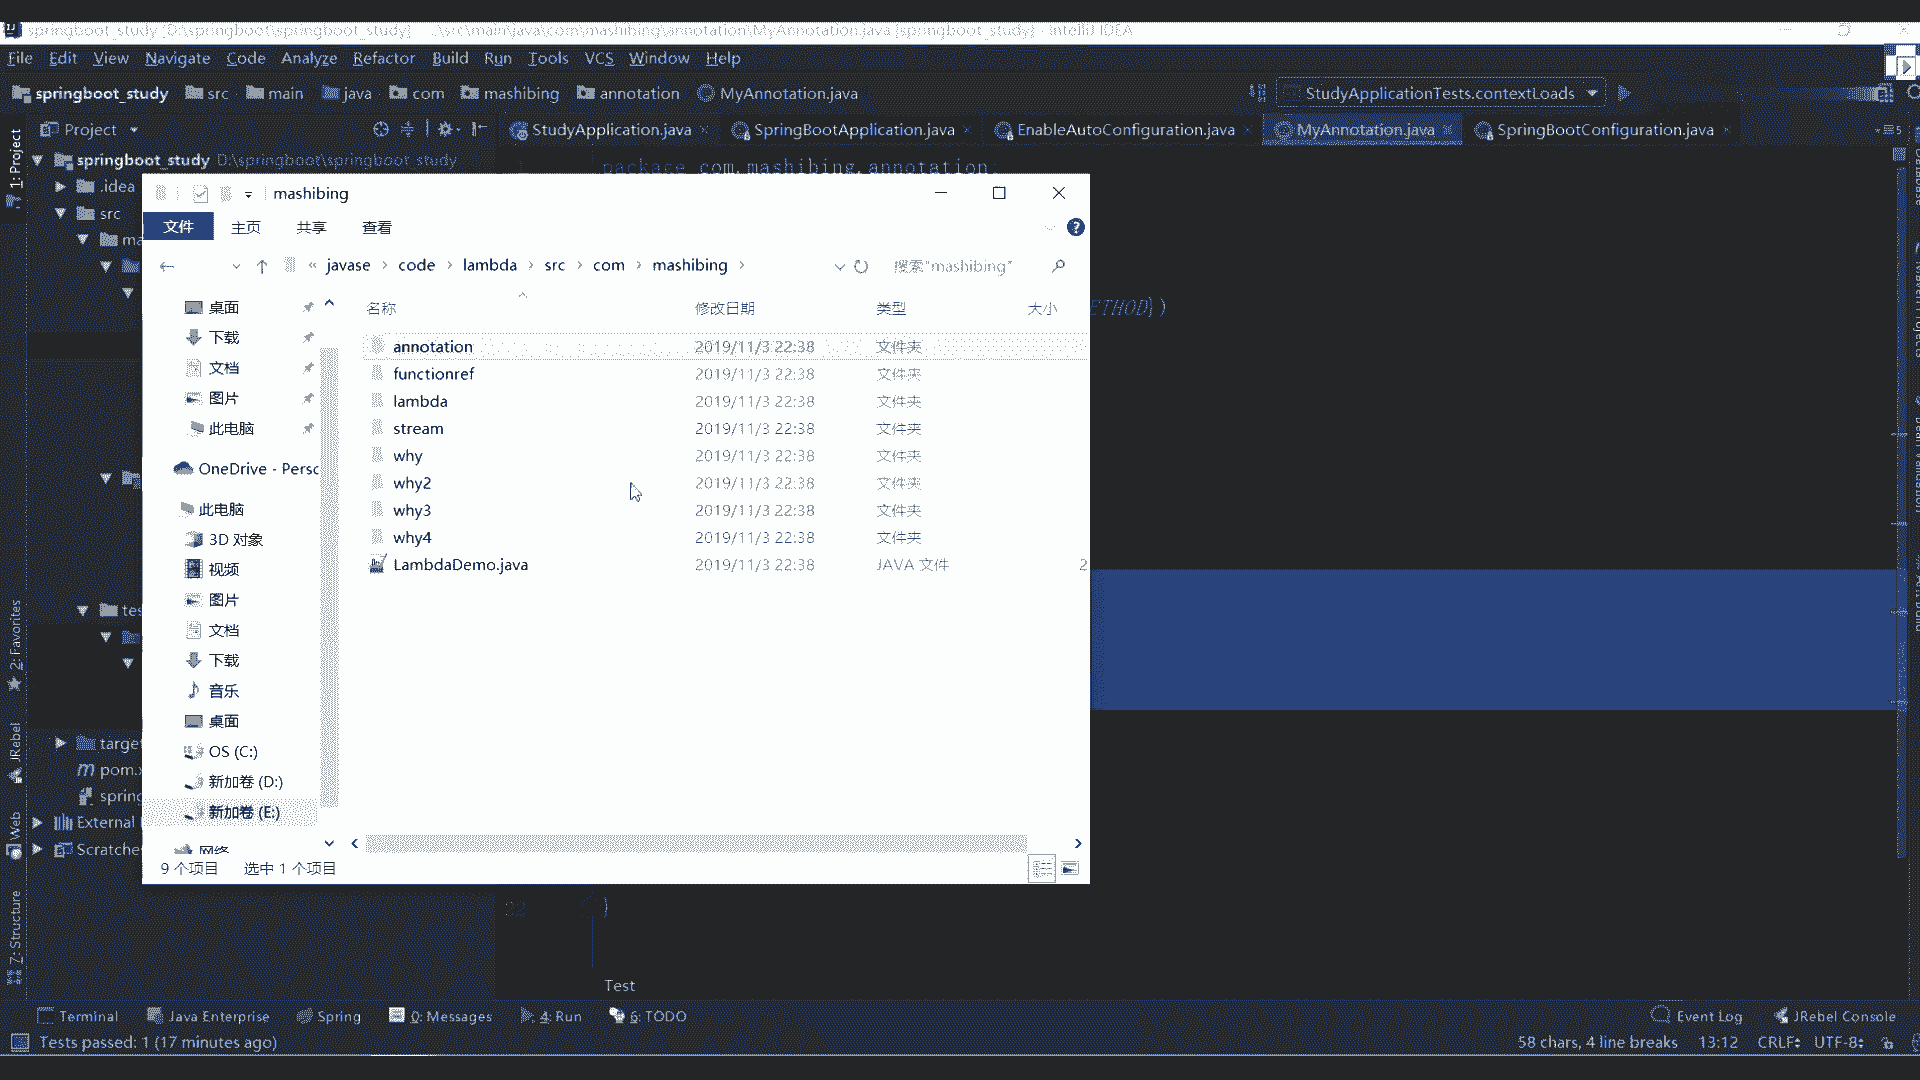 springboot_study [D:\springboot\springboot_study] - ...\src\main\java\com\mashibing\annotation\MyAnnotation.java [springboot_study] - IntelliJ IDEA
File Edit View Navigate Code Analyze Refactor Build Run Tools VCS Window Help
springboot_study src main java com mashibing annotation MyAnnotation.java StudyApplicationTests.contextLoads
Project StudyApplication.java SpringBootApplication.java EnableAutoConfiguration.java MyAnnotation.java SpringBootConfiguration.java
springboot_study D:\springboot\springboot_study
package com.mashibing.annotation;
.idea
src
mashibing
文件 主页 共享 查看
« javase › code › lambda › src › com › mashibing › 搜索"mashibing"
名称 修改日期 类型 大小
ETHOD})
annotation 2019/11/3 22:38 文件夹
functionref 2019/11/3 22:38 文件夹
lambda 2019/11/3 22:38 文件夹
stream 2019/11/3 22:38 文件夹
why 2019/11/3 22:38 文件夹
why2 2019/11/3 22:38 文件夹
why3 2019/11/3 22:38 文件夹
why4 2019/11/3 22:38 文件夹
LambdaDemo.java 2019/11/3 22:38 JAVA 文件 2
桌面
下载
文档
图片
此电脑
OneDrive - Persc
此电脑
3D 对象
视频
图片
文档
下载
音乐
桌面
OS (C:)
新加卷 (D:)
新加卷 (E:)
网络
9 个项目 选中 1 个项目
ma
tes
target
pom.x
spring
External
Scratche
1: Project
2: Favorites
JRebel
Web
Z: Structure
22 }
Test
Terminal Java Enterprise Spring 0: Messages 4: Run 6: TODO Event Log JRebel Console
Tests passed: 1 (17 minutes ago) 58 chars, 4 line breaks 13:12 CRLF UTF-8